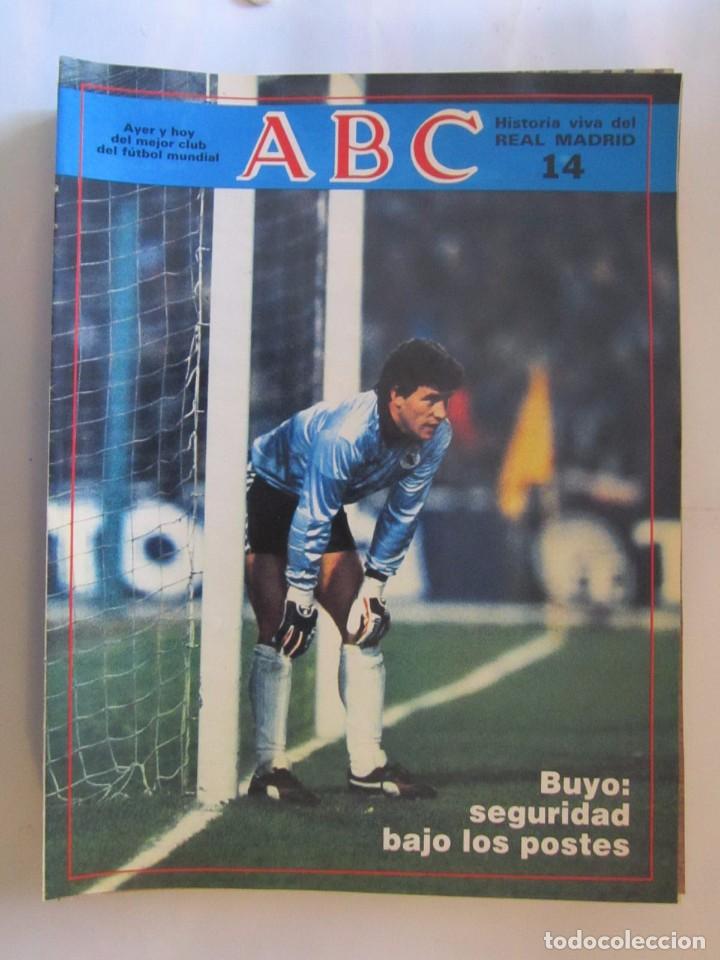 Ayer y hoy
del mejor club
del fútbol mundial
ABC
Historia viva del
REAL MADRID
14
TO
Buyo:
seguridad
bajo los postes
todocoleccion